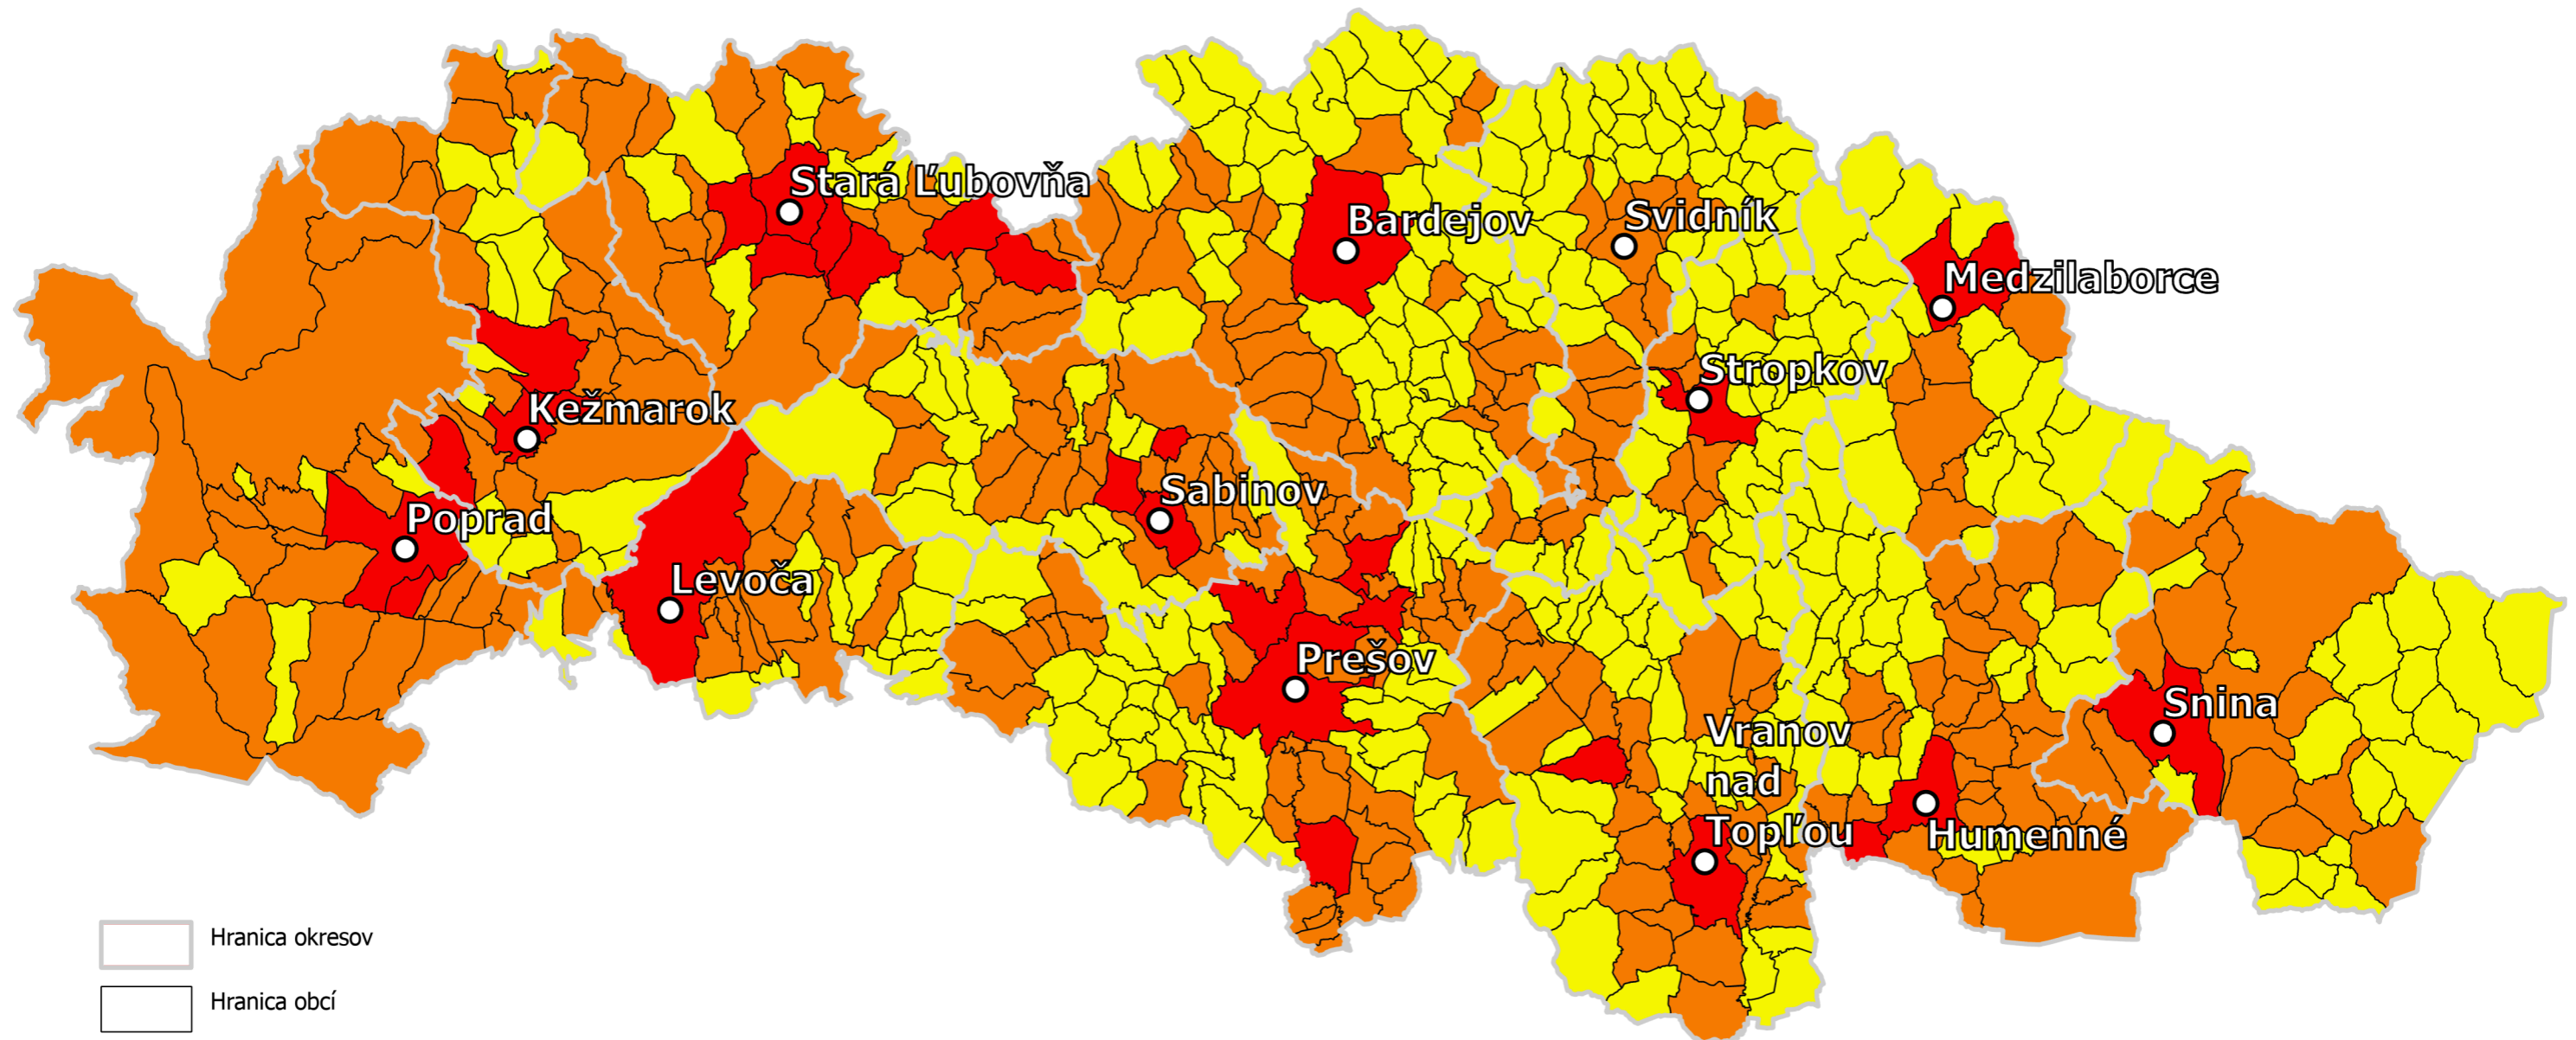 Stará Ľubovňa
Bardejov
Svidník
Medzilaborce
Stropkov
Kežmarok
Sabinov
Poprad
Levoča
Prešov
Snina
Vranov
nad
Topľou
Humenné
Hranica okresov
Hranica obcí